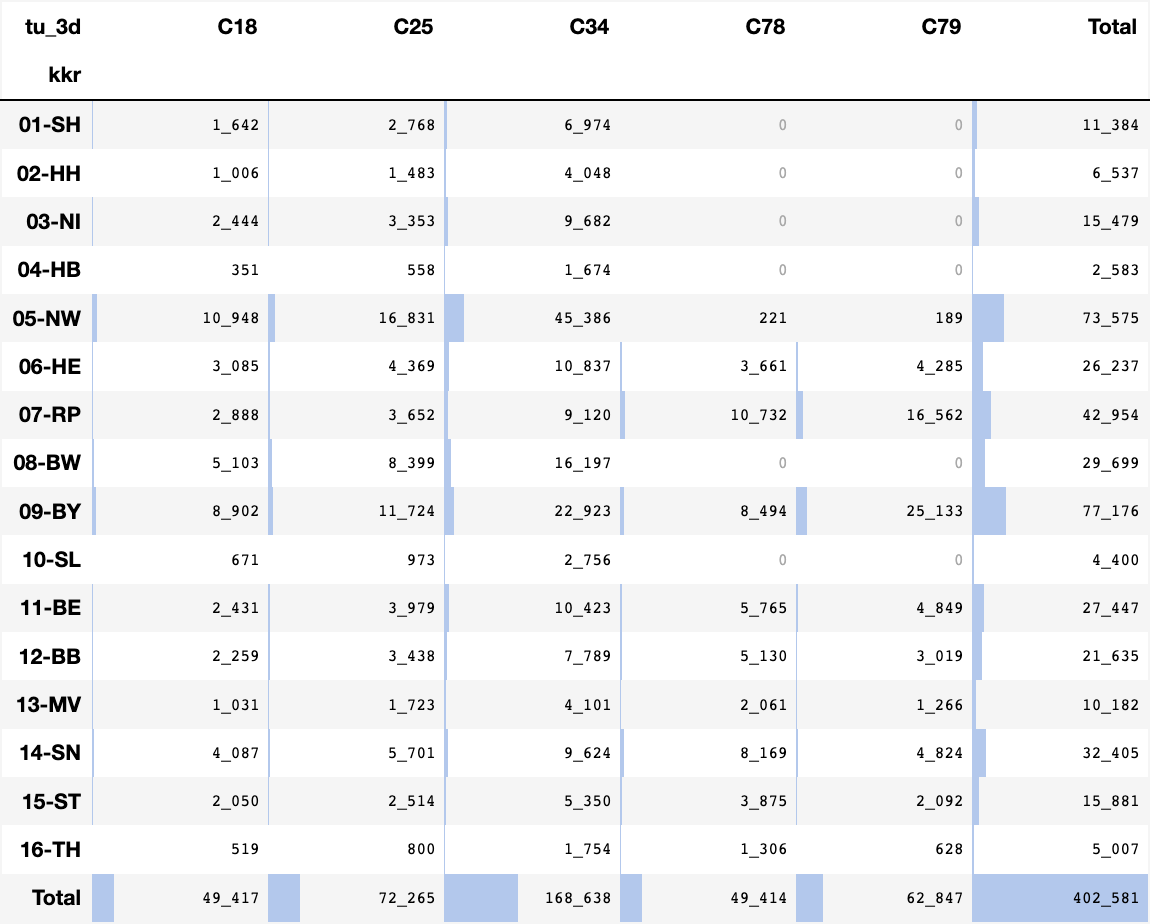 tu_3d C18 C25 C34 C78 C79 Total
kkr
01-SH 1_642 2_768 6_974 0 0 11_384
02-HH 1_006 1_483 4_048 0 0 6_537
03-NI 2_444 3_353 9_682 0 0 15_479
04-HB 351 558 1_674 0 0 2_583
05-NW 10_948 16_831 45_386 221 189 73_575
06-HE 3_085 4_369 10_837 3_661 4_285 26_237
07-RP 2_888 3_652 9_120 10_732 16_562 42_954
08-BW 5_103 8_399 16_197 0 0 29_699
09-BY 8_902 11_724 22_923 8_494 25_133 77_176
10-SL 671 973 2_756 0 0 4_400
11-BE 2_431 3_979 10_423 5_765 4_849 27_447
12-BB 2_259 3_438 7_789 5_130 3_019 21_635
13-MV 1_031 1_723 4_101 2_061 1_266 10_182
14-SN 4_087 5_701 9_624 8_169 4_824 32_405
15-ST 2_050 2_514 5_350 3_875 2_092 15_881
16-TH 519 800 1_754 1_306 628 5_007
Total 49_417 72_265 168_638 49_414 62_847 402_581